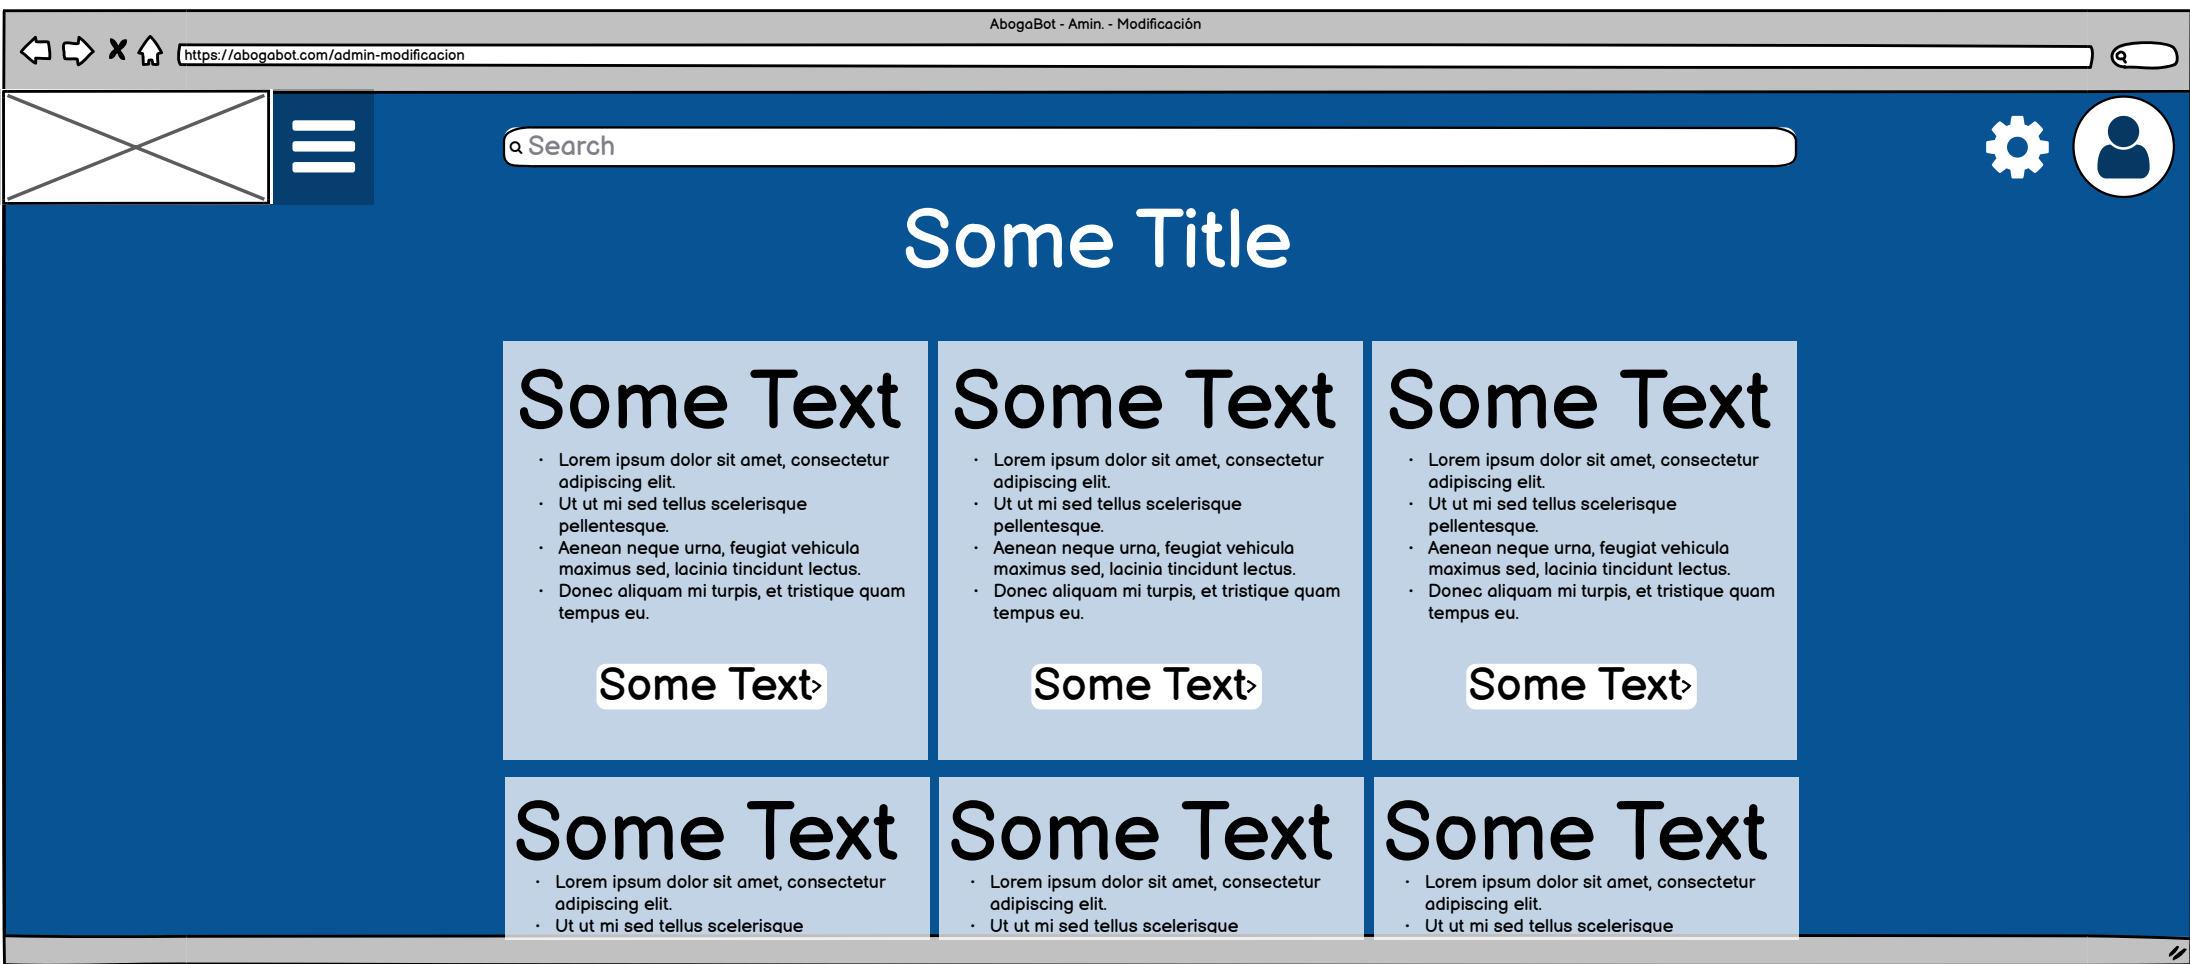 AbogaBot - Amin. - Modificación
https://abogabot.com/admin-modificacion
Search
Some Title
Some Text
• Lorem ipsum dolor sit amet, consectetur
adipiscing elit.
• Ut ut mi sed tellus scelerisque
pellentesque.
• Aenean neque urna, feugiat vehicula
maximus sed, lacinia tincidunt lectus.
• Donec aliquam mi turpis, et tristique quam
tempus eu.
Some Text>
Some Text
• Lorem ipsum dolor sit amet, consectetur
adipiscing elit.
• Ut ut mi sed tellus scelerisque
pellentesque.
• Aenean neque urna, feugiat vehicula
maximus sed, lacinia tincidunt lectus.
• Donec aliquam mi turpis, et tristique quam
tempus eu.
Some Text>
Some Text
• Lorem ipsum dolor sit amet, consectetur
adipiscing elit.
• Ut ut mi sed tellus scelerisque
pellentesque.
• Aenean neque urna, feugiat vehicula
maximus sed, lacinia tincidunt lectus.
• Donec aliquam mi turpis, et tristique quam
tempus eu.
Some Text>
Some Text
• Lorem ipsum dolor sit amet, consectetur
adipiscing elit.
• Ut ut mi sed tellus scelerisque
Some Text
• Lorem ipsum dolor sit amet, consectetur
adipiscing elit.
• Ut ut mi sed tellus scelerisque
Some Text
• Lorem ipsum dolor sit amet, consectetur
adipiscing elit.
• Ut ut mi sed tellus scelerisque